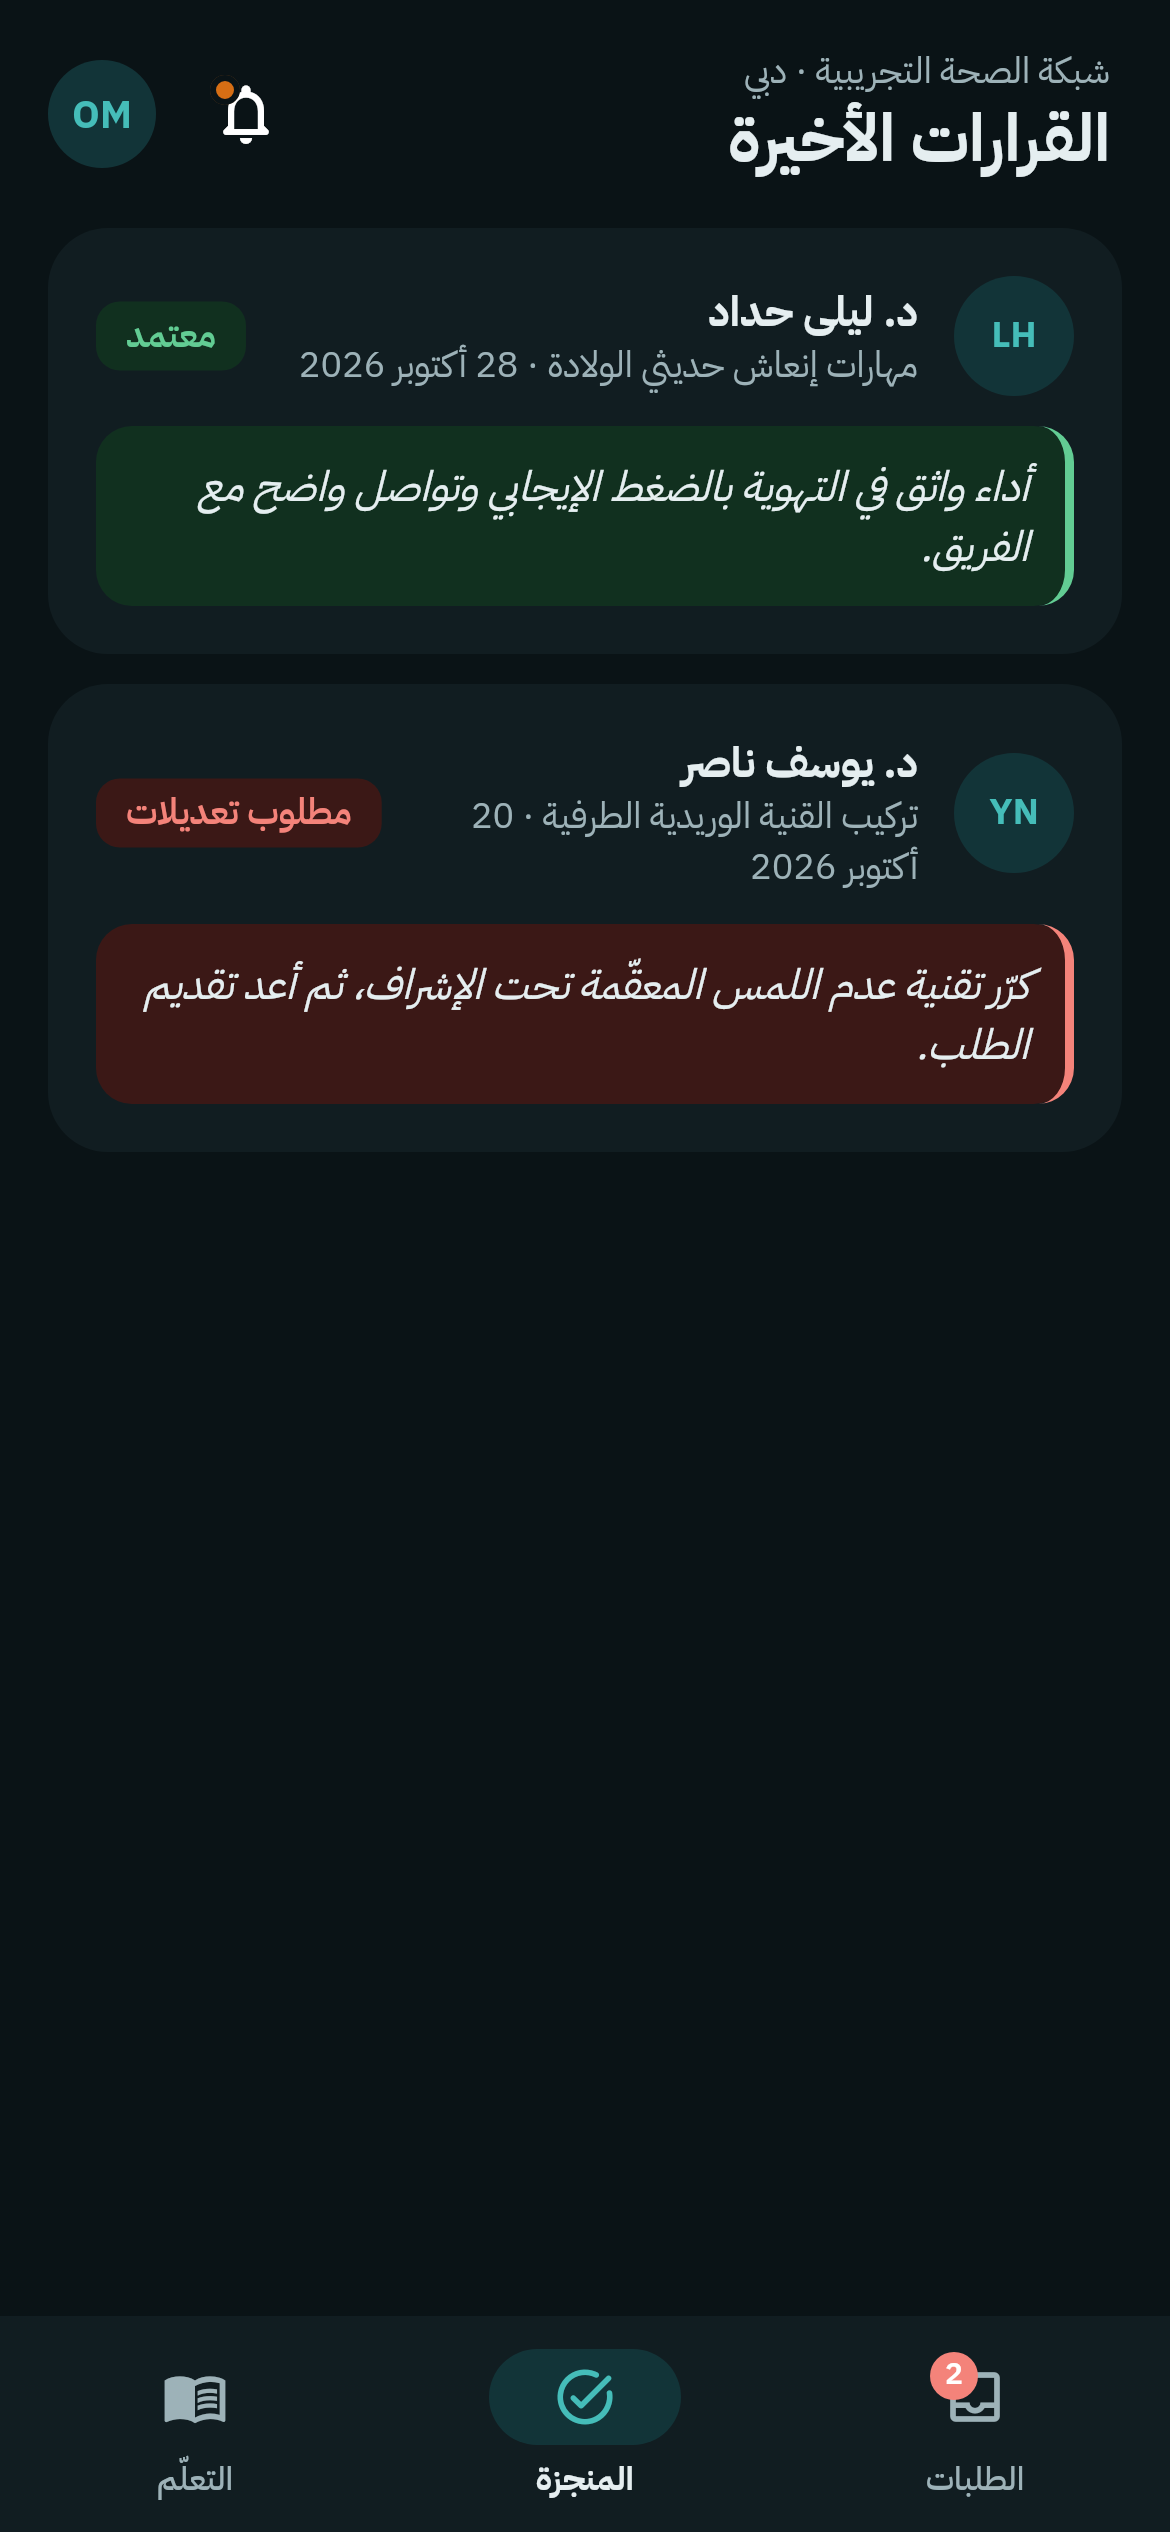 شبكة الصحة التجريبية · دبي
القرارات الأخيرة
OM
LH
د. ليلى حداد
مهارات إنعاش حديثي الولادة · 28 أكتوبر 2026
معتمد
أداء واثق في التهوية بالضغط الإيجابي وتواصل واضح مع
الفريق.
YN
د. يوسف ناصر
تركيب القنية الوريدية الطرفية · 20
أكتوبر 2026
مطلوب تعديلات
كرّر تقنية عدم اللمس المعقّمة تحت الإشراف، ثم أعد تقديم
الطلب.
2
الطلبات
المنجزة
التعلّم